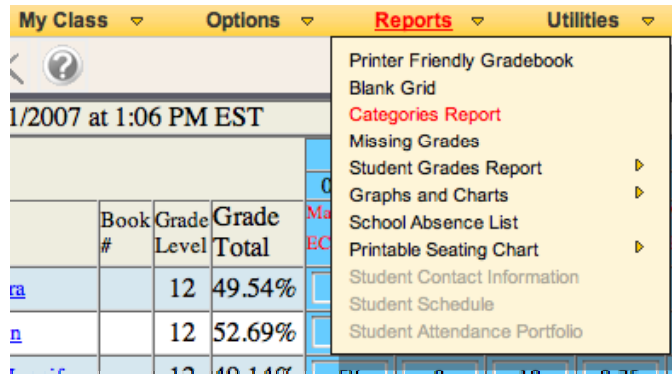 My Class Options Reports Utilities
Printer Friendly Gradebook
Blank Grid
Categories Report
Missing Grades
Student Grades Report
Graphs and Charts
School Absence List
Printable Seating Chart
Student Contact Information
Student Schedule
Student Attendance Portfolio
1/2007 at 1:06 PM EST
Book # Grade Level Grade Total
ra 12 49.54%
n 12 52.69%